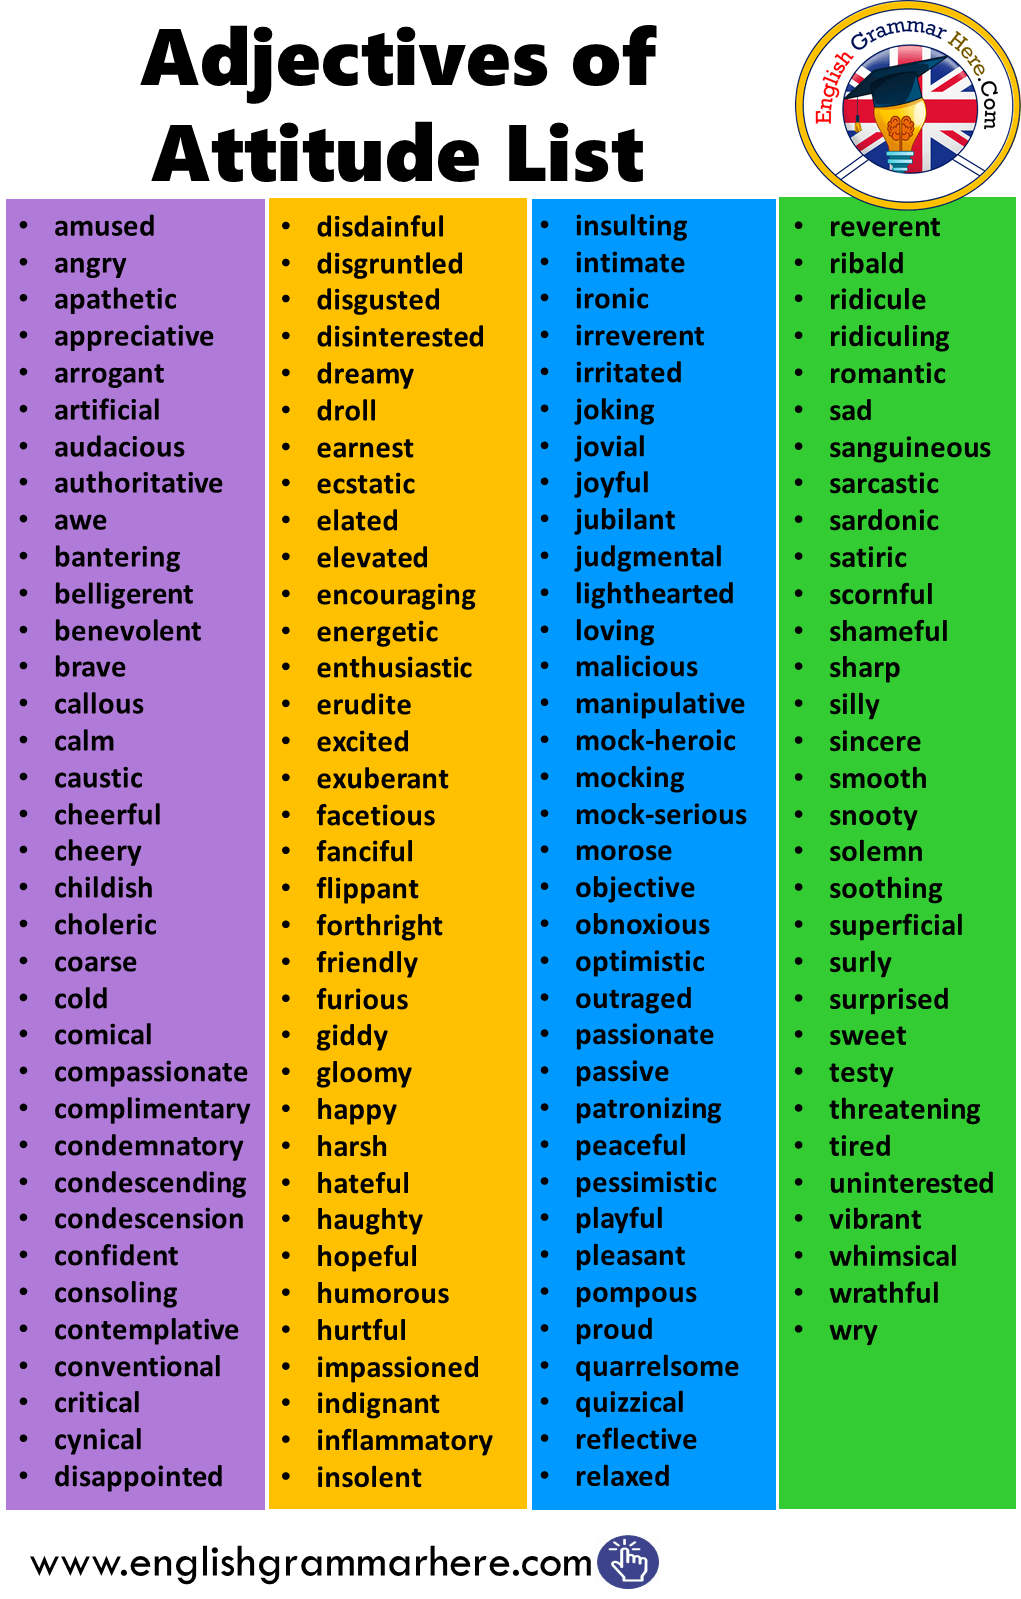 Adjectives of
Attitude List
English Grammar Here.Com
• amused
• angry
• apathetic
• appreciative
• arrogant
• artificial
• audacious
• authoritative
• awe
• bantering
• belligerent
• benevolent
• brave
• callous
• calm
• caustic
• cheerful
• cheery
• childish
• choleric
• coarse
• cold
• comical
• compassionate
• complimentary
• condemnatory
• condescending
• condescension
• confident
• consoling
• contemplative
• conventional
• critical
• cynical
• disappointed
• disdainful
• disgruntled
• disgusted
• disinterested
• dreamy
• droll
• earnest
• ecstatic
• elated
• elevated
• encouraging
• energetic
• enthusiastic
• erudite
• excited
• exuberant
• facetious
• fanciful
• flippant
• forthright
• friendly
• furious
• giddy
• gloomy
• happy
• harsh
• hateful
• haughty
• hopeful
• humorous
• hurtful
• impassioned
• indignant
• inflammatory
• insolent
• insulting
• intimate
• ironic
• irreverent
• irritated
• joking
• jovial
• joyful
• jubilant
• judgmental
• lighthearted
• loving
• malicious
• manipulative
• mock-heroic
• mocking
• mock-serious
• morose
• objective
• obnoxious
• optimistic
• outraged
• passionate
• passive
• patronizing
• peaceful
• pessimistic
• playful
• pleasant
• pompous
• proud
• quarrelsome
• quizzical
• reflective
• relaxed
• reverent
• ribald
• ridicule
• ridiculing
• romantic
• sad
• sanguineous
• sarcastic
• sardonic
• satiric
• scornful
• shameful
• sharp
• silly
• sincere
• smooth
• snooty
• solemn
• soothing
• superficial
• surly
• surprised
• sweet
• testy
• threatening
• tired
• uninterested
• vibrant
• whimsical
• wrathful
• wry
www.englishgrammarhere.com